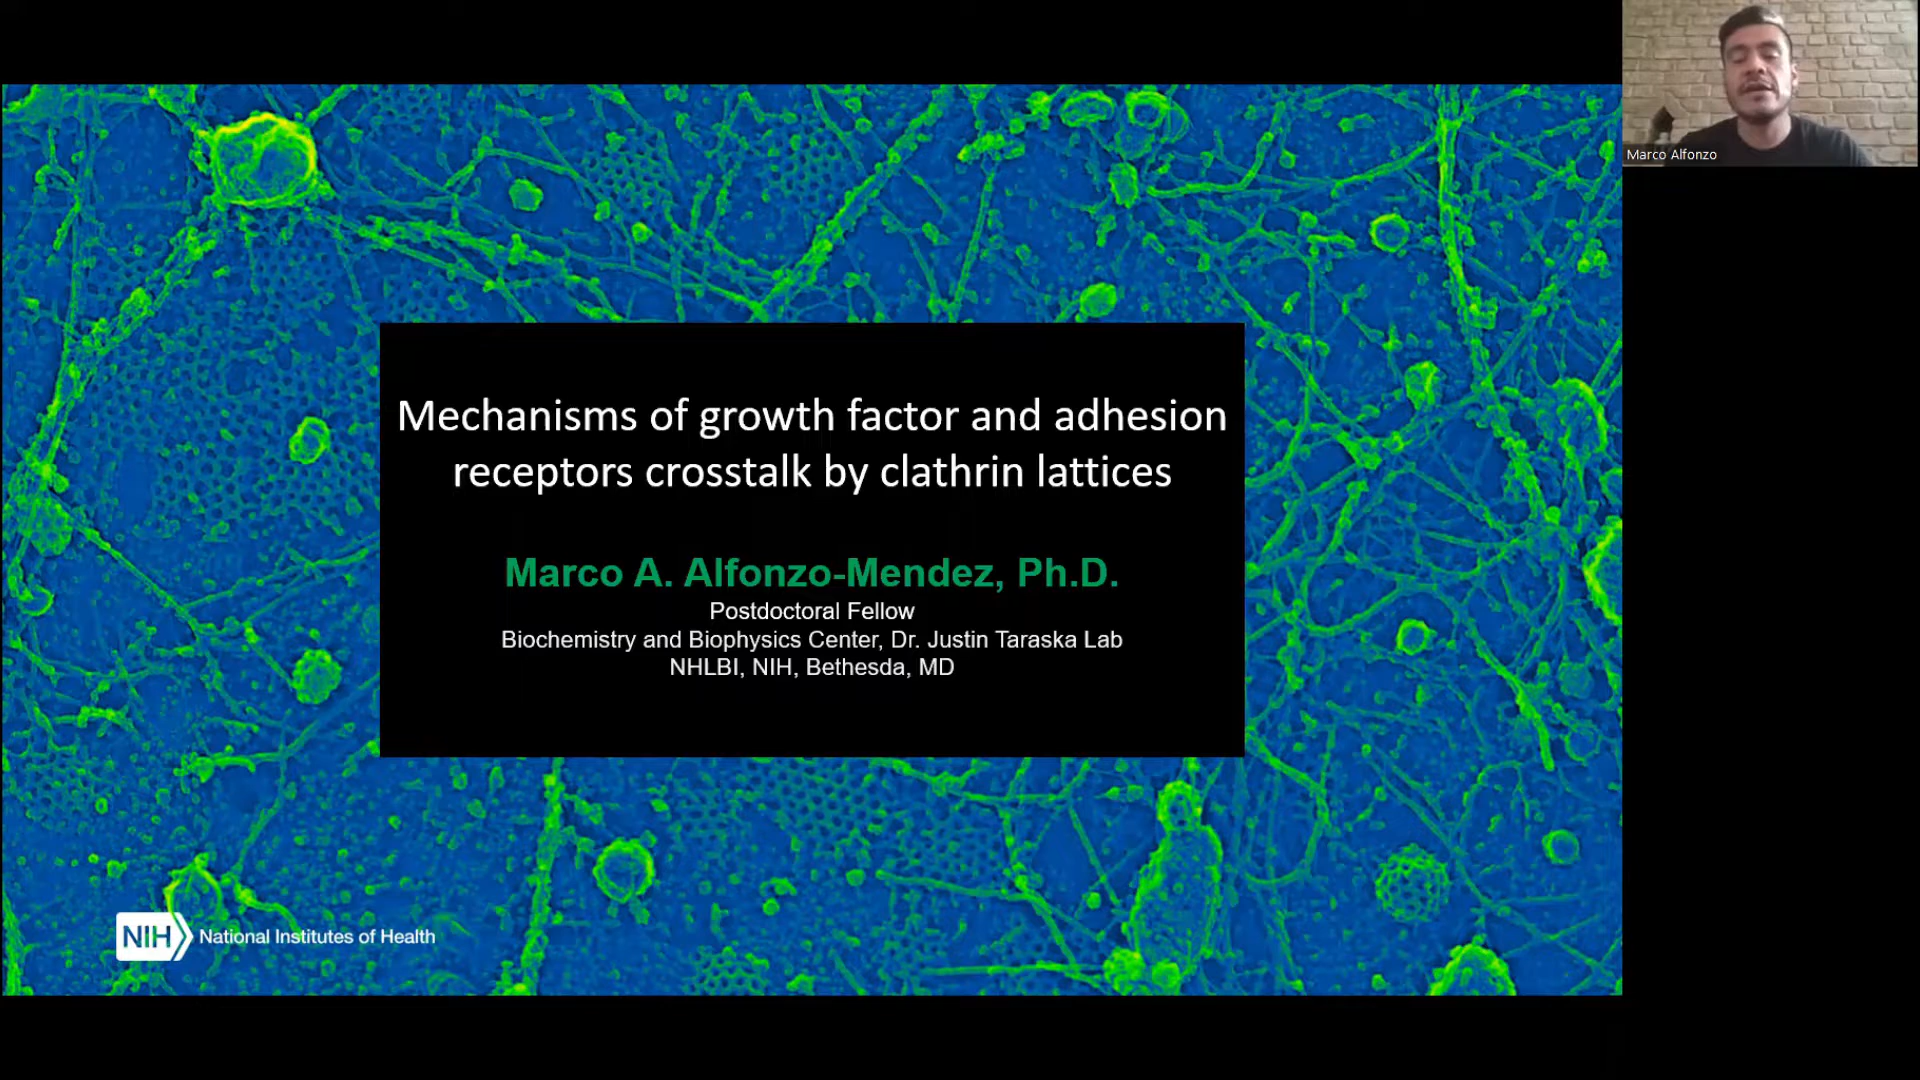 Marco Alfonzo
Mechanisms of growth factor and adhesion
receptors crosstalk by clathrin lattices
Marco A. Alfonzo-Mendez, Ph.D.
Postdoctoral Fellow
Biochemistry and Biophysics Center, Dr. Justin Taraska Lab
NHLBI, NIH, Bethesda, MD
NIH National Institutes of Health